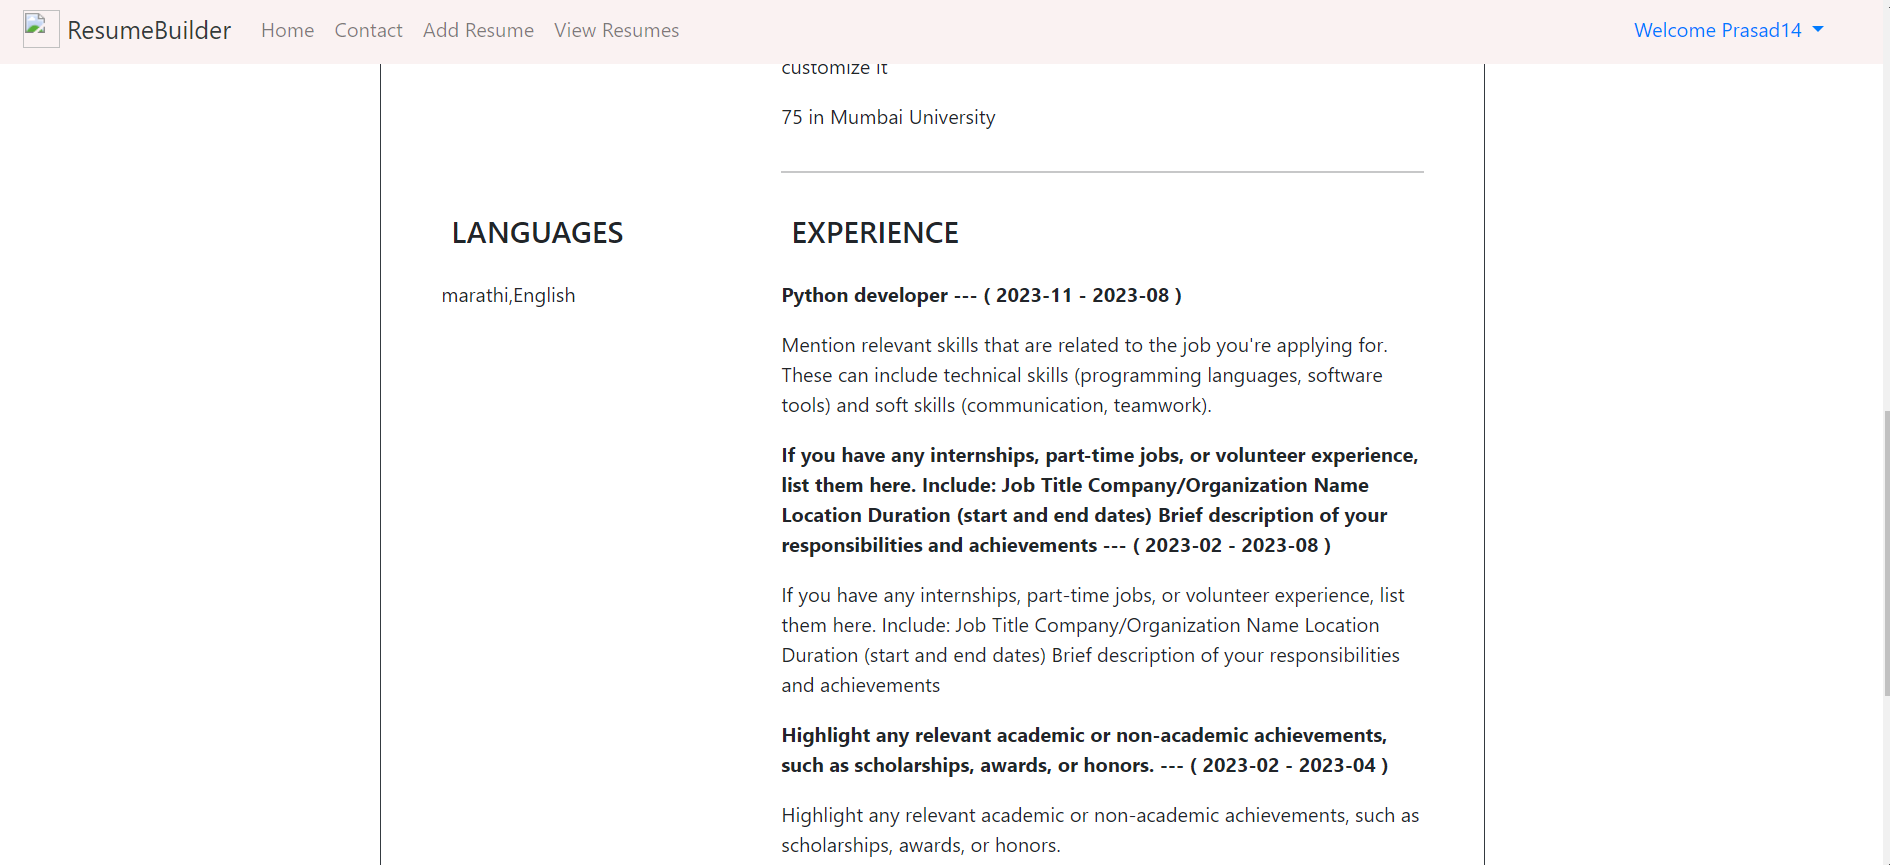 ResumeBuilder Home Contact Add Resume View Resumes Welcome Prasad14
customize it
75 in Mumbai University
LANGUAGES
marathi,English
EXPERIENCE
Python developer --- ( 2023-11 - 2023-08 )
Mention relevant skills that are related to the job you're applying for.
These can include technical skills (programming languages, software
tools) and soft skills (communication, teamwork).
If you have any internships, part-time jobs, or volunteer experience,
list them here. Include: Job Title Company/Organization Name
Location Duration (start and end dates) Brief description of your
responsibilities and achievements --- ( 2023-02 - 2023-08 )
If you have any internships, part-time jobs, or volunteer experience, list
them here. Include: Job Title Company/Organization Name Location
Duration (start and end dates) Brief description of your responsibilities
and achievements
Highlight any relevant academic or non-academic achievements,
such as scholarships, awards, or honors. --- ( 2023-02 - 2023-04 )
Highlight any relevant academic or non-academic achievements, such as
scholarships, awards, or honors.